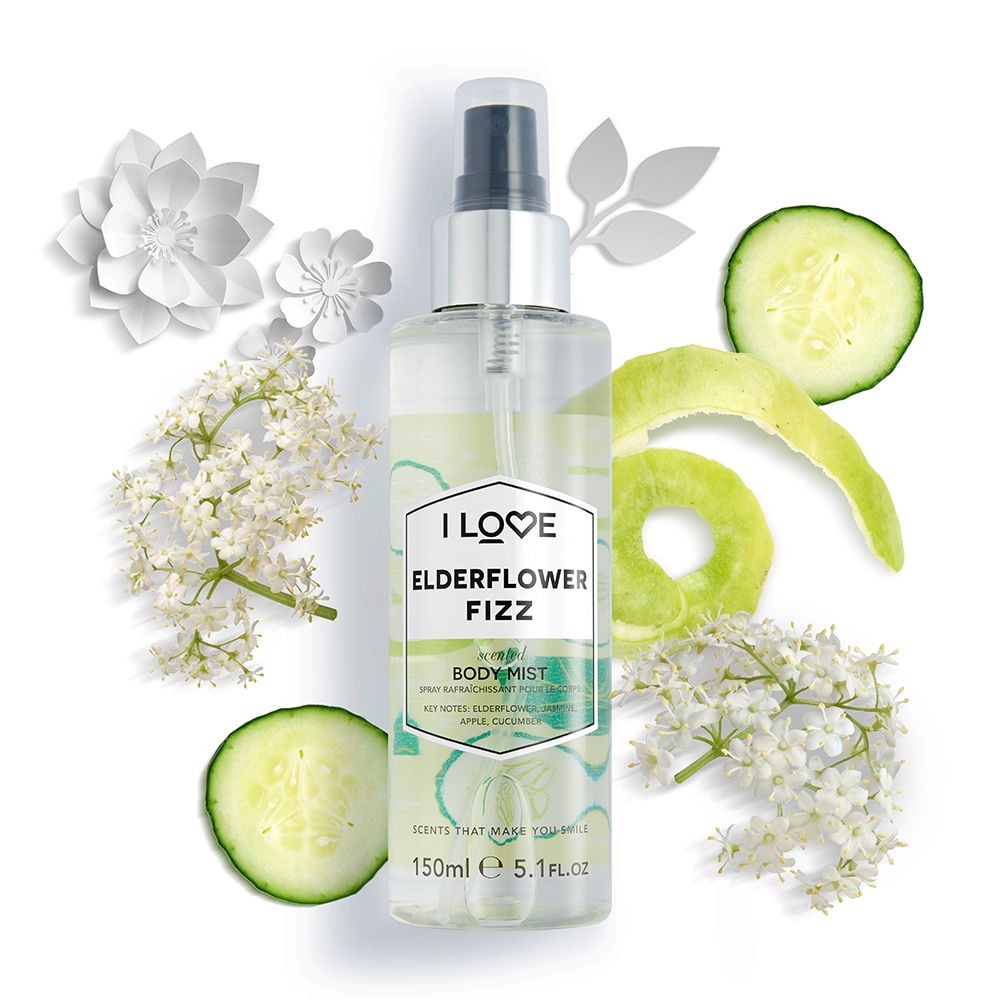 I LOVE
ELDERFLOWER
FIZZ
scented
BODY MIST
SPRAY RAFRAÎCHISSANT POUR LE CORPS
KEY NOTES: ELDERFLOWER, JASMINE,
APPLE, CUCUMBER
SCENTS THAT MAKE YOU SMILE
150ml ℮ 5.1FL.OZ